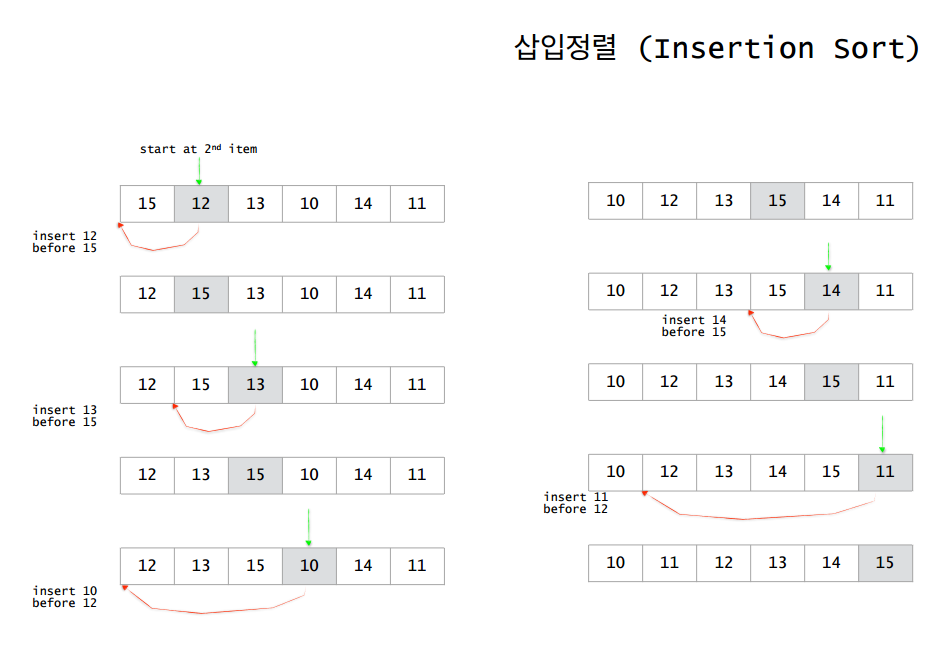 삽입정렬 (Insertion Sort)
start at 2nd item
15 12 13 10 14 11
insert 12
before 15
12 15 13 10 14 11
12 15 13 10 14 11
insert 13
before 15
12 13 15 10 14 11
12 13 15 10 14 11
insert 10
before 12
10 12 13 15 14 11
10 12 13 15 14 11
insert 14
before 15
10 12 13 14 15 11
10 12 13 14 15 11
insert 11
before 12
10 11 12 13 14 15